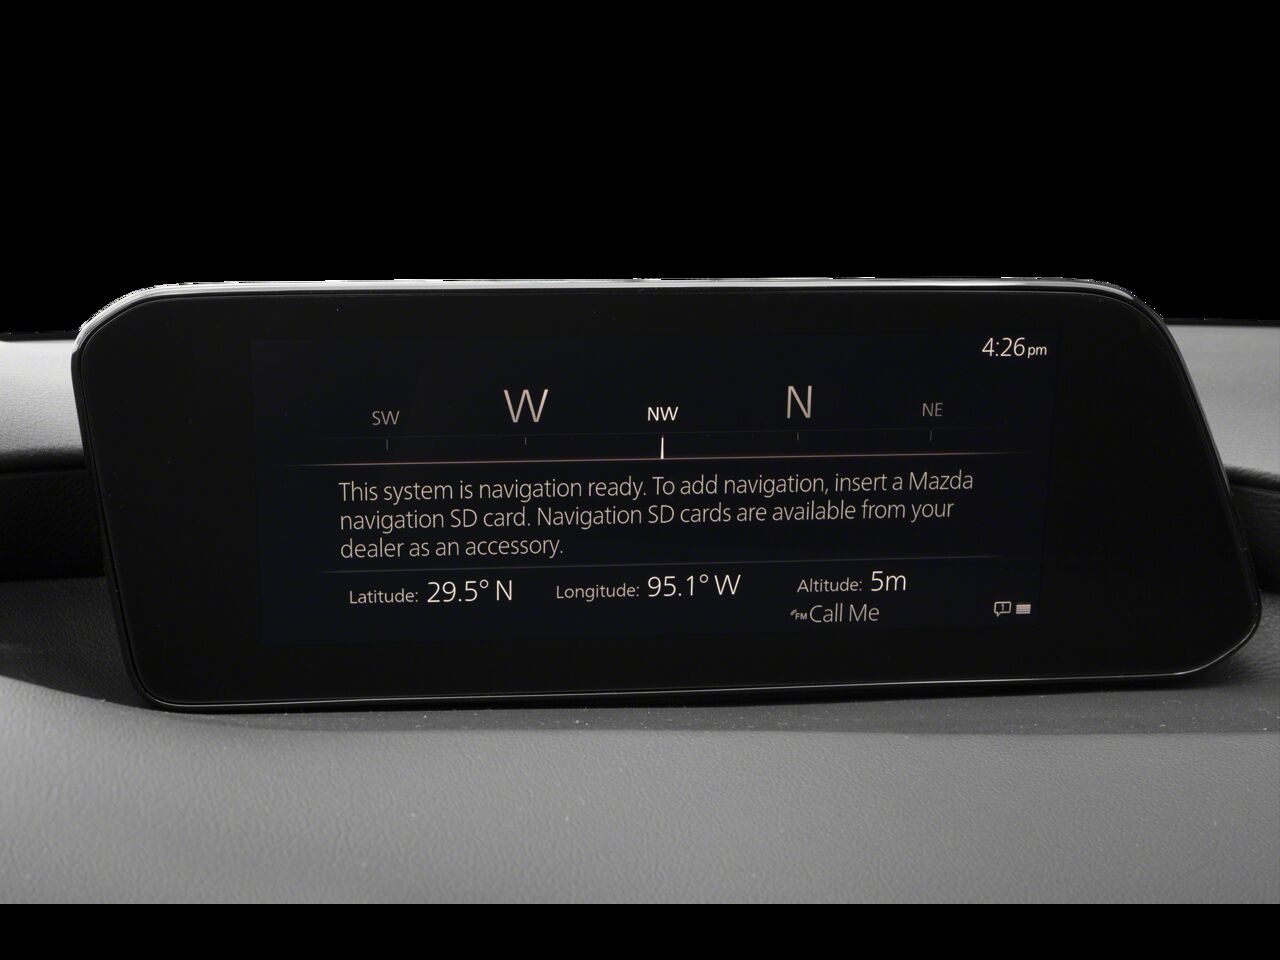 4:26pm
SW W NW N NE
This system is navigation ready. To add navigation, insert a Mazda
navigation SD card. Navigation SD cards are available from your
dealer as an accessory.
Latitude: 29.5° N Longitude: 95.1° W Altitude: 5m
FM Call Me
1